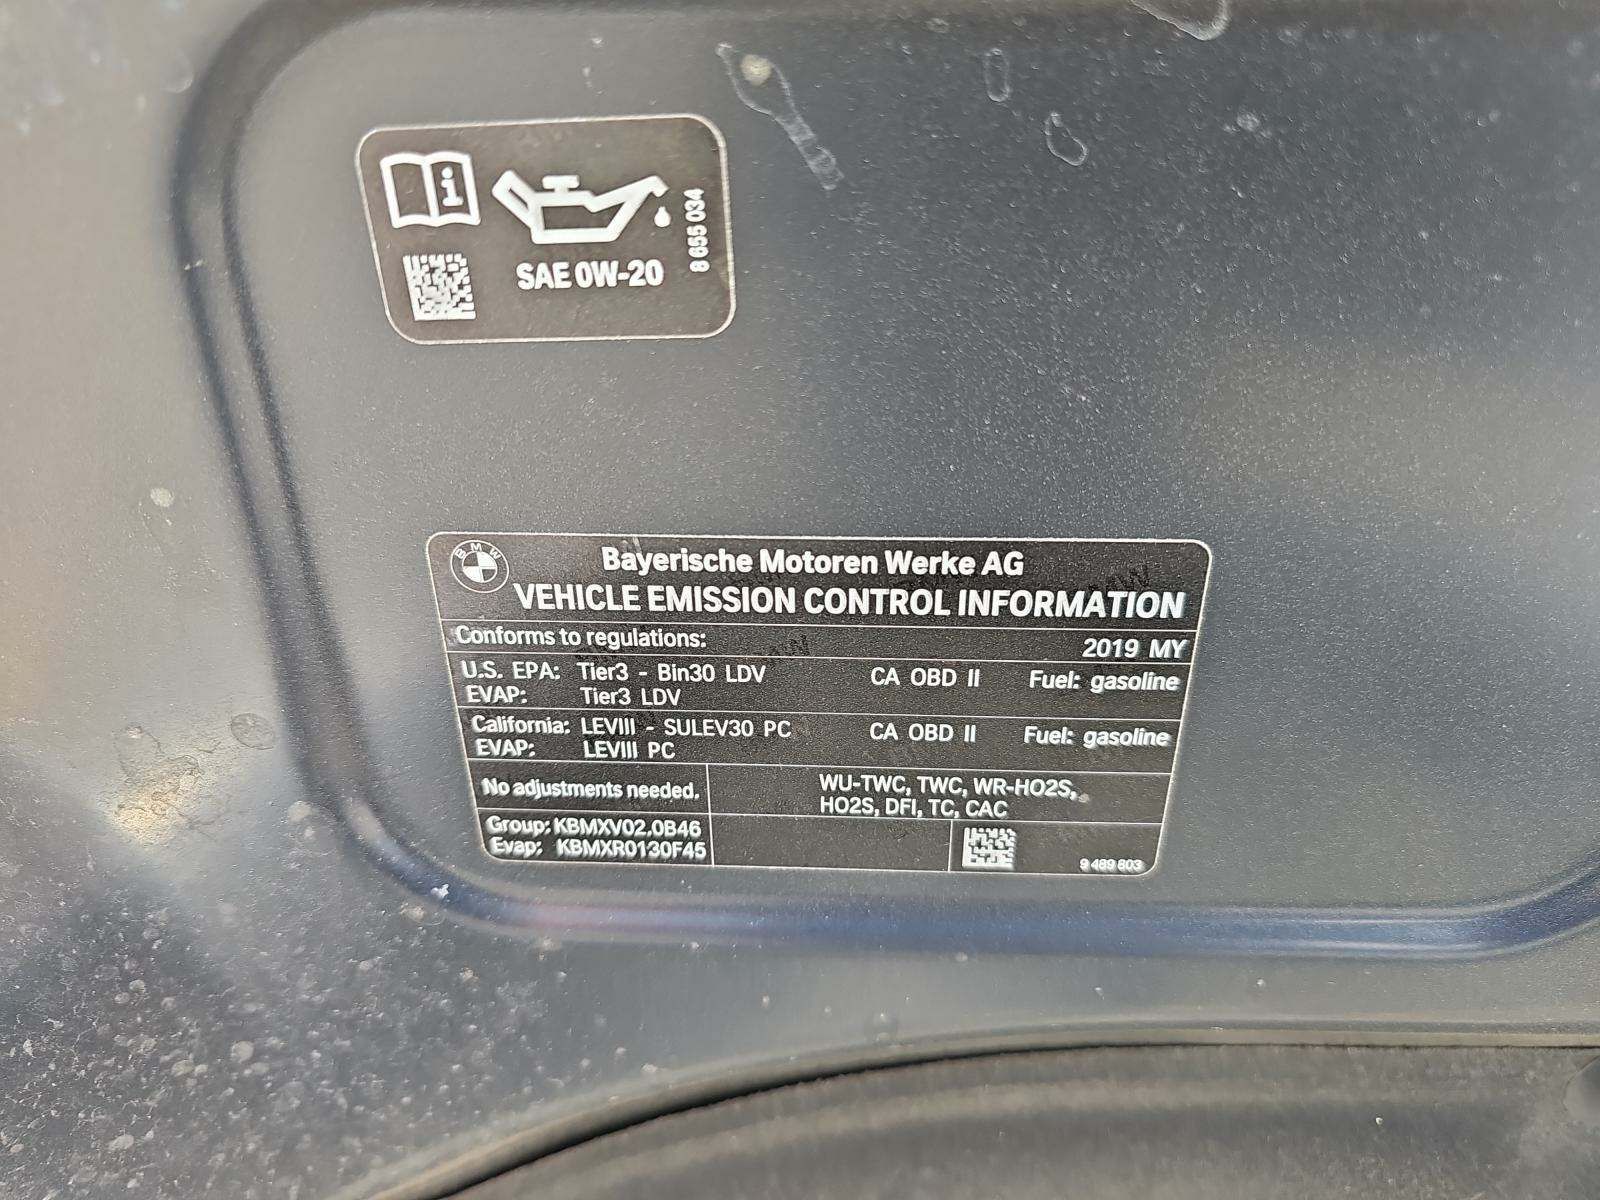 i
SAE 0W-20
8 655 034
BMW
Bayerische Motoren Werke AG
VEHICLE EMISSION CONTROL INFORMATION
Conforms to regulations: 2019 MY
U.S. EPA: Tier3 - Bin30 LDV CA OBD II Fuel: gasoline
EVAP: Tier3 LDV
California: LEVIII - SULEV30 PC CA OBD II Fuel: gasoline
EVAP: LEVIII PC
No adjustments needed. WU-TWC, TWC, WR-HO2S,
HO2S, DFI, TC, CAC
Group: KBMXV02.0B46
Evap: KBMXR0130F45
9 489 803